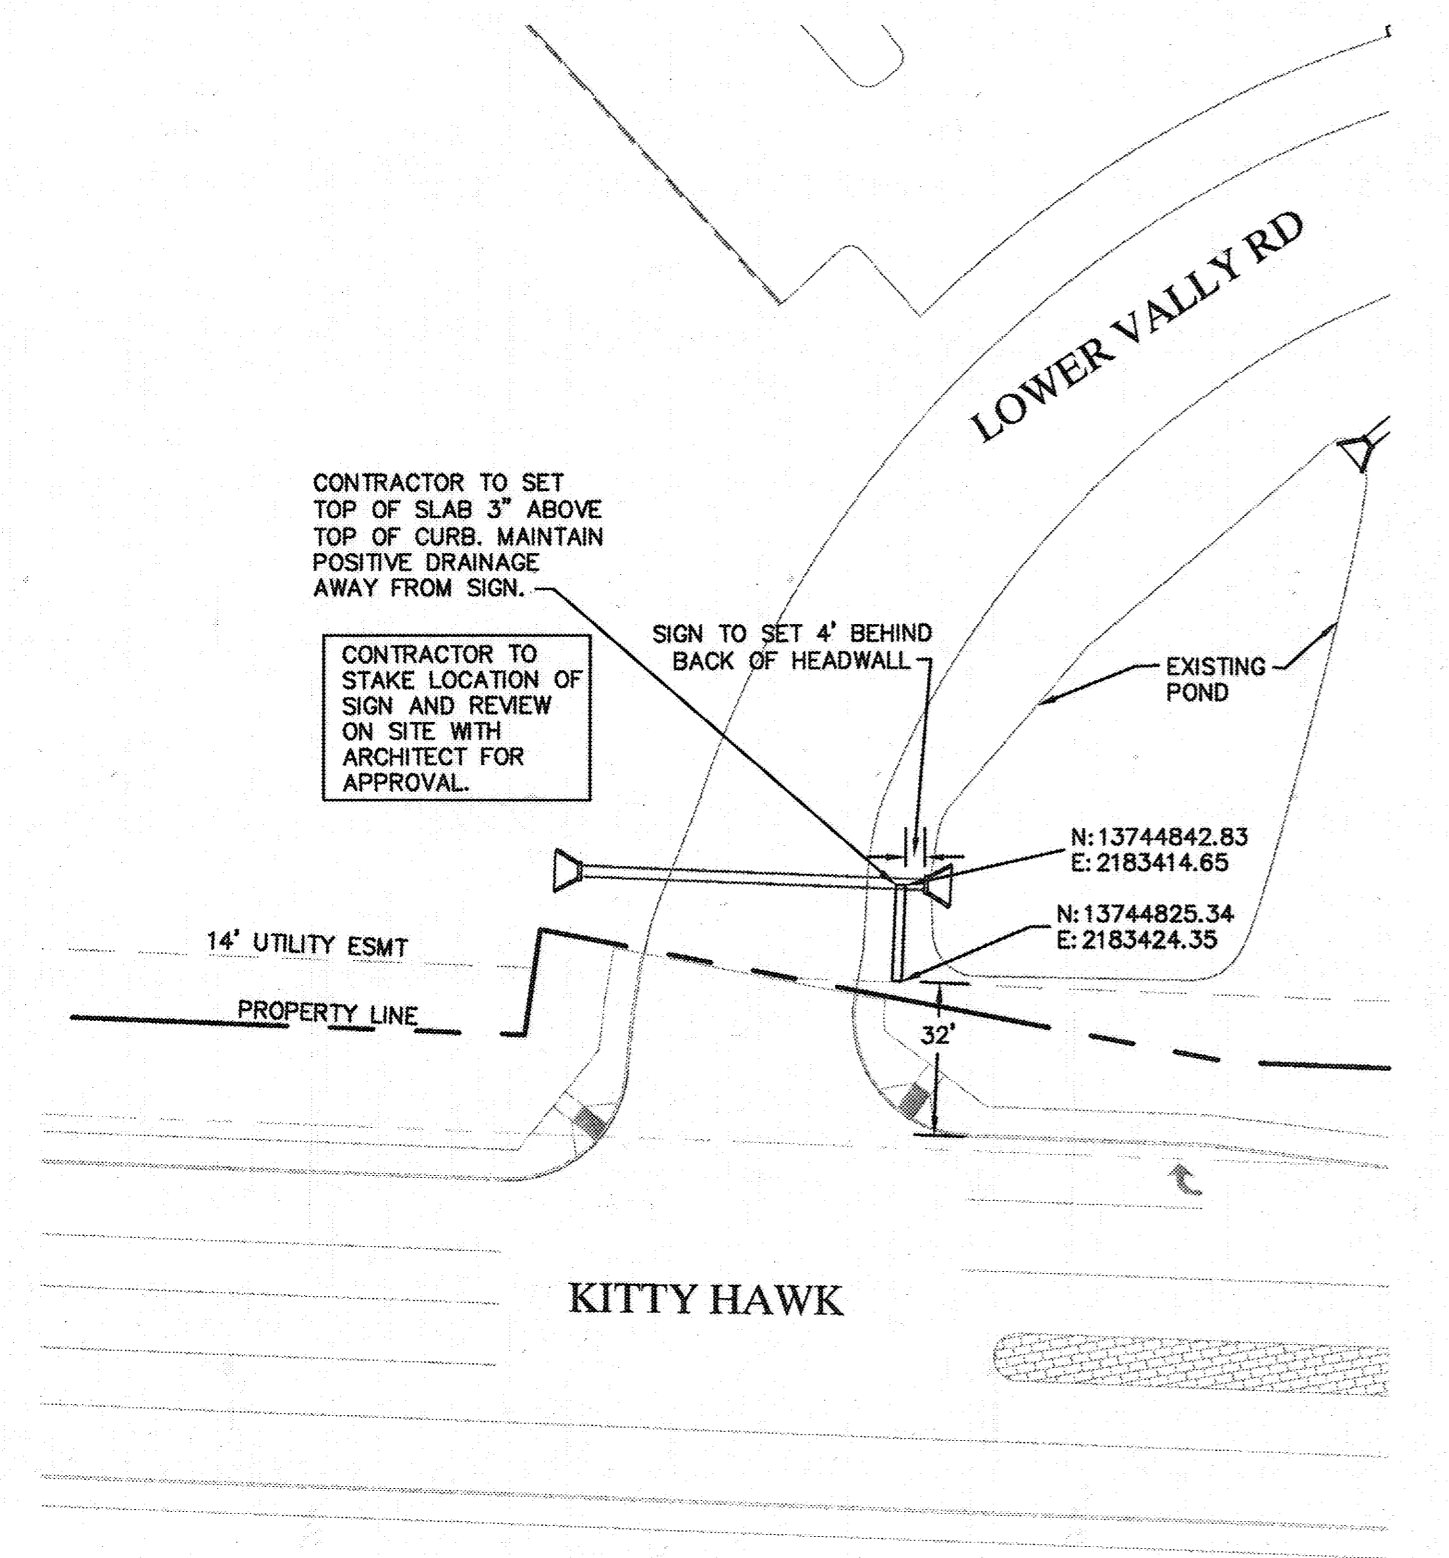 LOWER VALLY RD
CONTRACTOR TO SET
TOP OF SLAB 3" ABOVE
TOP OF CURB. MAINTAIN
POSITIVE DRAINAGE
AWAY FROM SIGN.
SIGN TO SET 4' BEHIND
BACK OF HEADWALL
CONTRACTOR TO
STAKE LOCATION OF
SIGN AND REVIEW
ON SITE WITH
ARCHITECT FOR
APPROVAL.
EXISTING
POND
N:13744842.83
E:2183414.65
N:13744825.34
E:2183424.35
14' UTILITY ESMT
PROPERTY LINE
32'
KITTY HAWK